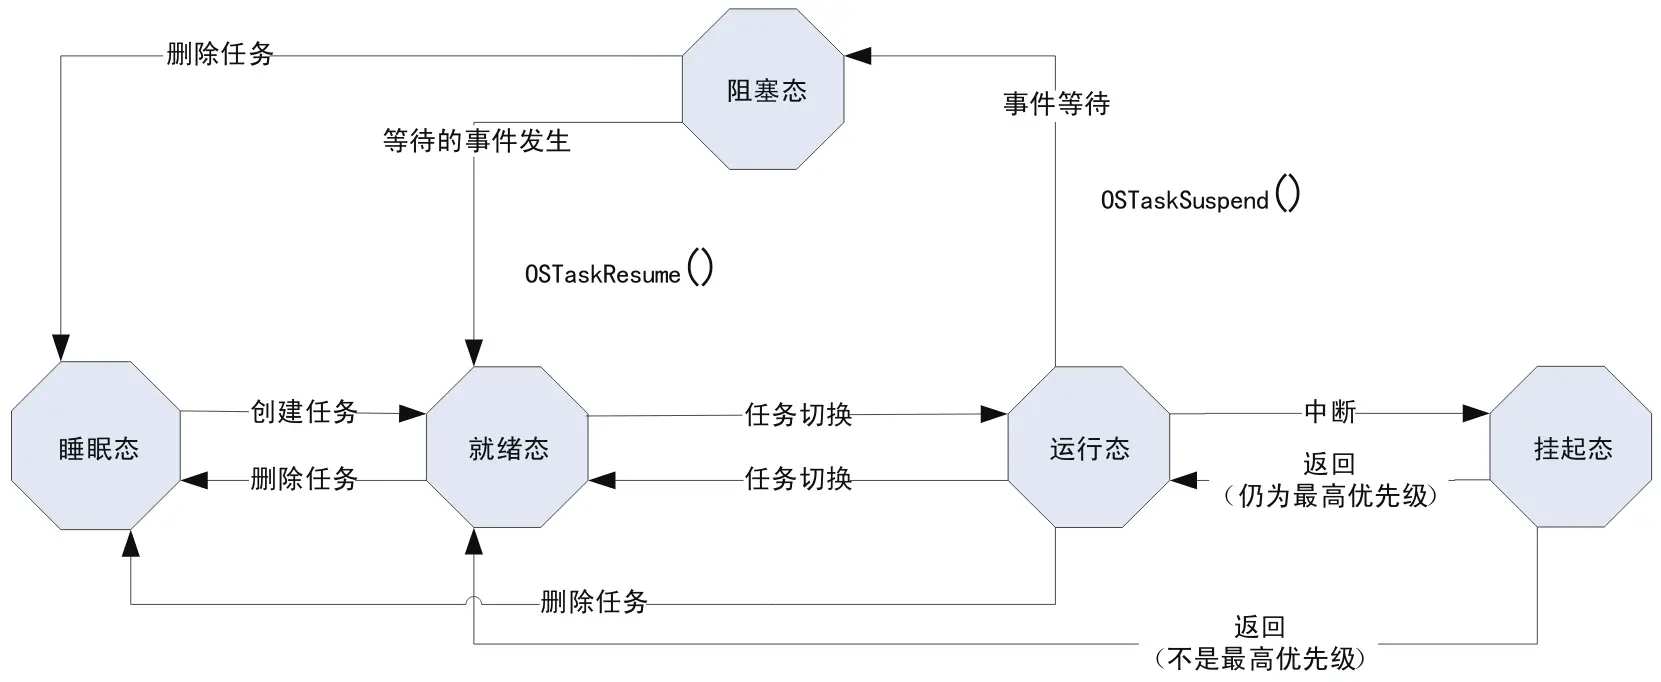 删除任务
阻塞态
事件等待
等待的事件发生
OSTaskSuspend()
OSTaskResume()
创建任务
任务切换
中断
睡眠态
就绪态
运行态
挂起态
删除任务
任务切换
返回
（仍为最高优先级）
删除任务
返回
（不是最高优先级）